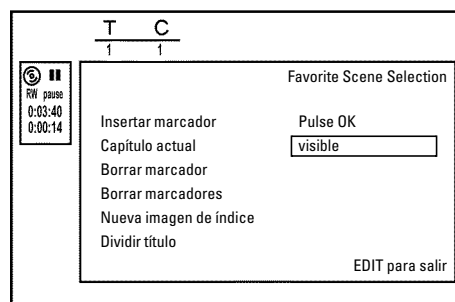 T C
1 1
RW pause
0:03:40
0:00:14
Favorite Scene Selection
Insertar marcador Pulse OK
Capítulo actual visible
Borrar marcador
Borrar marcadores
Nueva imagen de índice
Dividir título
EDIT para salir